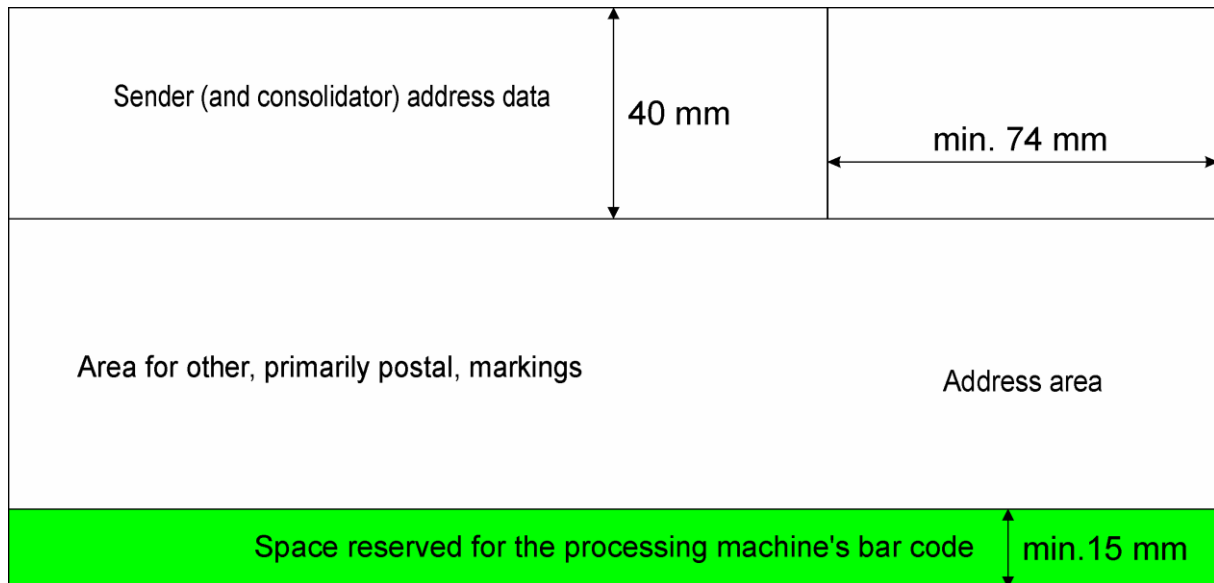 Sender (and consolidator) address data
40 mm
min. 74 mm
Area for other, primarily postal, markings
Address area
Space reserved for the processing machine's bar code
min.15 mm